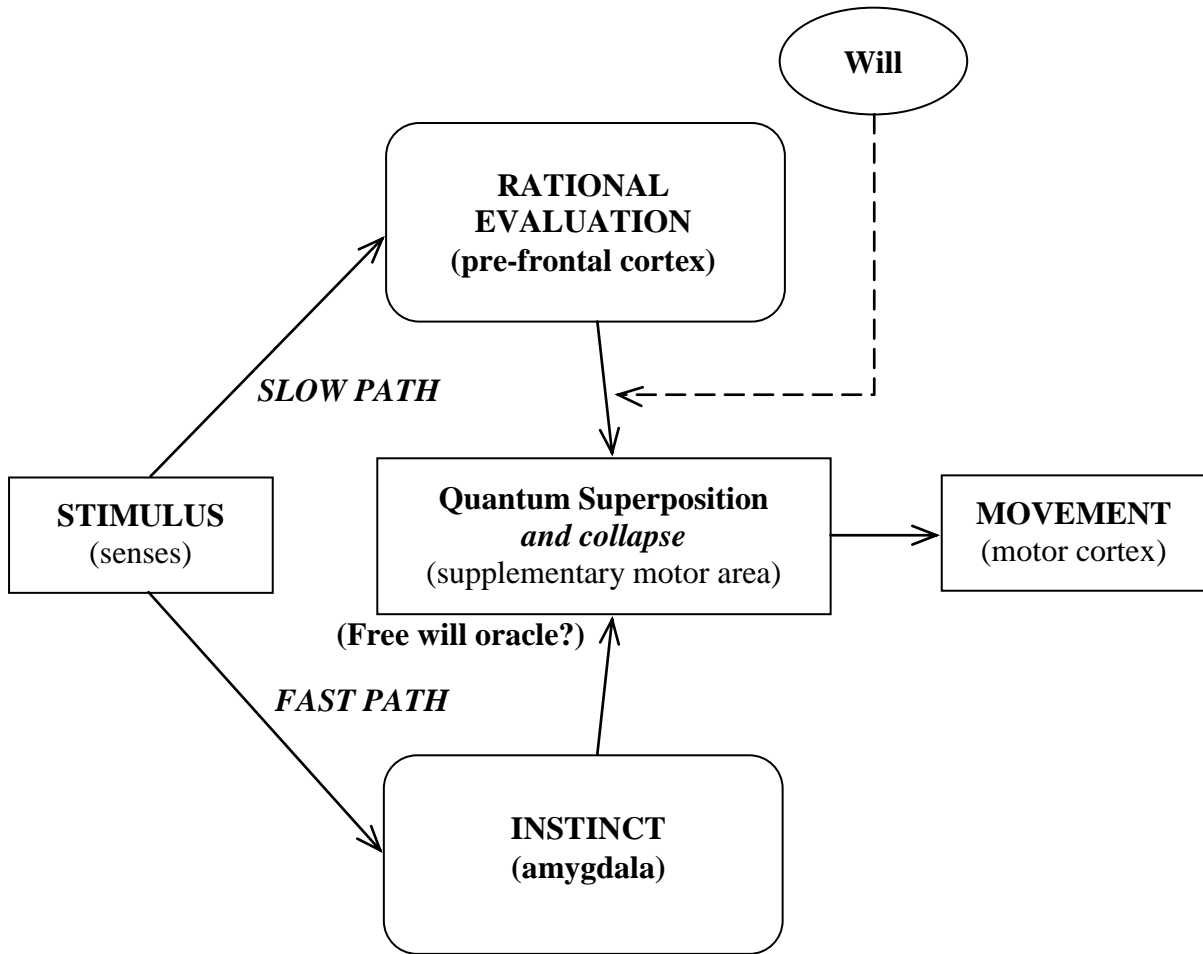 Will
RATIONAL
EVALUATION
(pre-frontal cortex)
SLOW PATH
STIMULUS
(senses)
Quantum Superposition
and collapse
(supplementary motor area)
MOVEMENT
(motor cortex)
(Free will oracle?)
FAST PATH
INSTINCT
(amygdala)